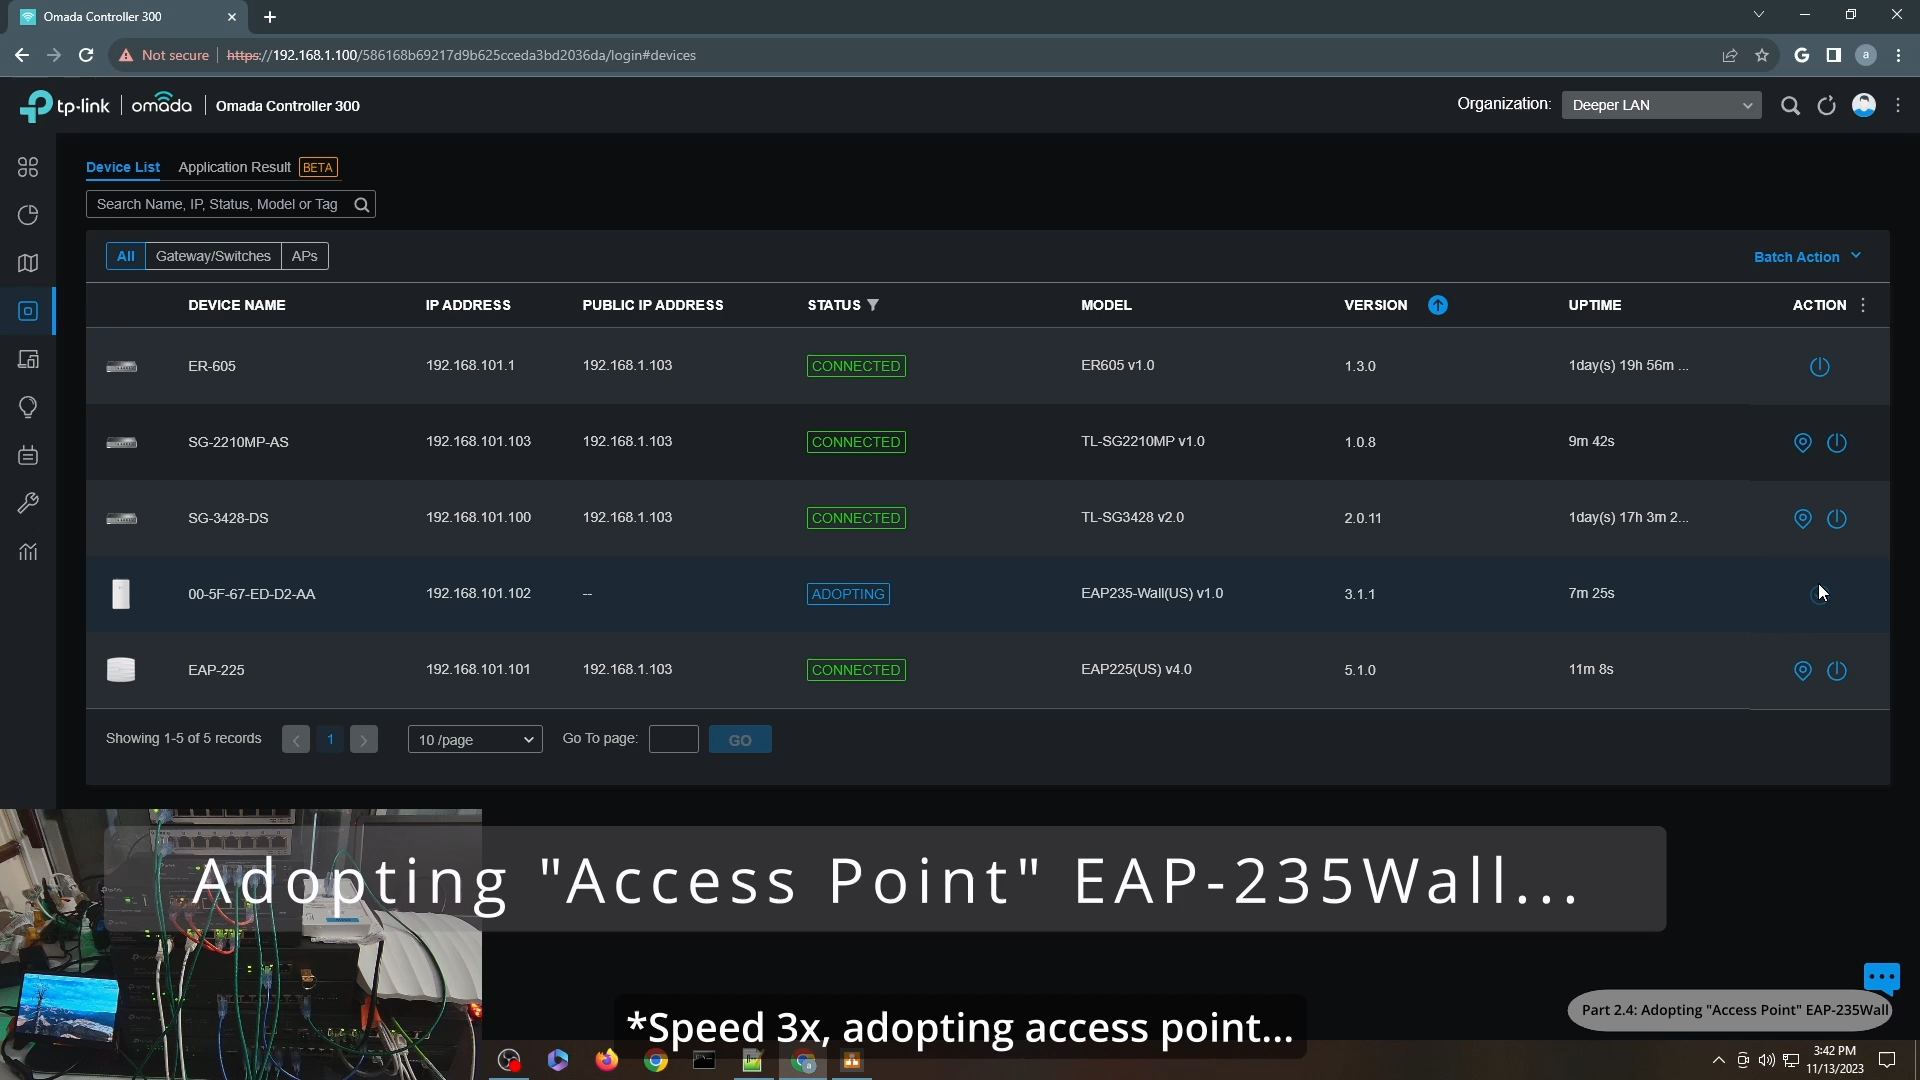 Omada Controller 300
Not secure https://192.168.1.100/586168b69217d9b625cceda3bd2036da/login#devices
a
tp-link omada Omada Controller 300
Organization: Deeper LAN
Device List Application Result BETA
Search Name, IP, Status, Model or Tag
All Gateway/Switches APs Batch Action
DEVICE NAME IP ADDRESS PUBLIC IP ADDRESS STATUS MODEL VERSION UPTIME ACTION
ER-605 192.168.101.1 192.168.1.103 CONNECTED ER605 v1.0 1.3.0 1day(s) 19h 56m ...
SG-2210MP-AS 192.168.101.103 192.168.1.103 CONNECTED TL-SG2210MP v1.0 1.0.8 9m 42s
SG-3428-DS 192.168.101.100 192.168.1.103 CONNECTED TL-SG3428 v2.0 2.0.11 1day(s) 17h 3m 2...
00-5F-67-ED-D2-AA 192.168.101.102 -- ADOPTING EAP235-Wall(US) v1.0 3.1.1 7m 25s
EAP-225 192.168.101.101 192.168.1.103 CONNECTED EAP225(US) v4.0 5.1.0 11m 8s
Showing 1-5 of 5 records < 1 > 10 /page Go To page: GO
Adopting "Access Point" EAP-235Wall...
*Speed 3x, adopting access point...
Part 2.4: Adopting "Access Point" EAP-235Wall
3:42 PM
11/13/2023